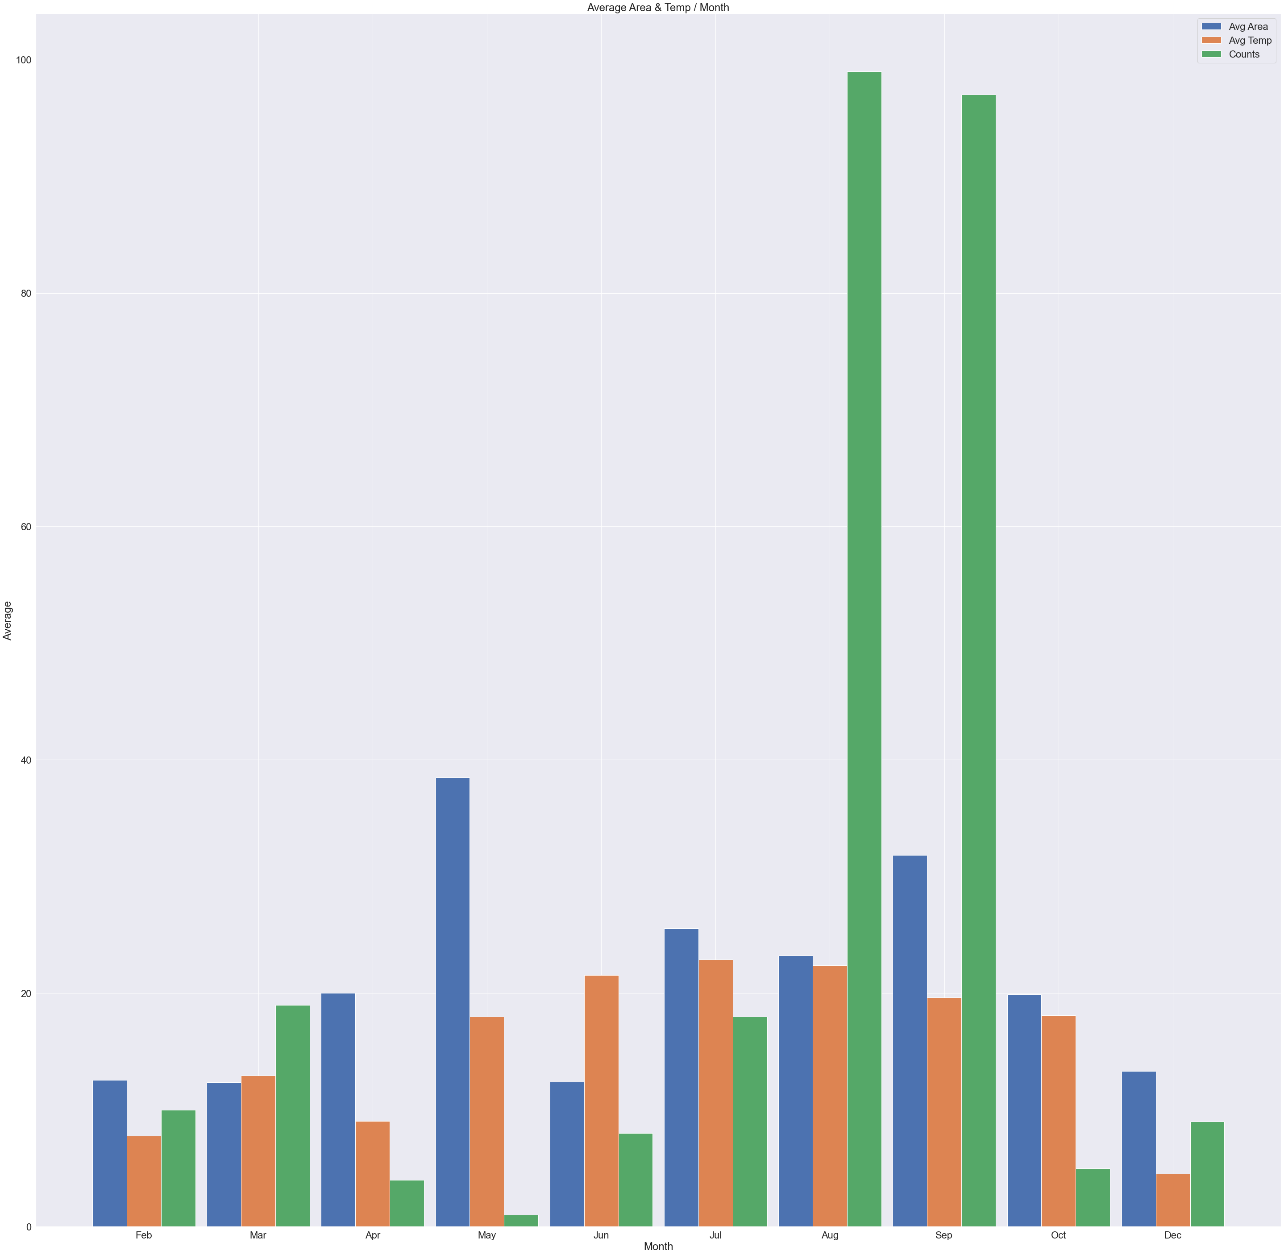 Average Area & Temp / Month
Avg Area
Avg Temp
Counts
100
80
60
40
20
0
Average
Feb Mar Apr May Jun Jul Aug Sep Oct Dec
Month